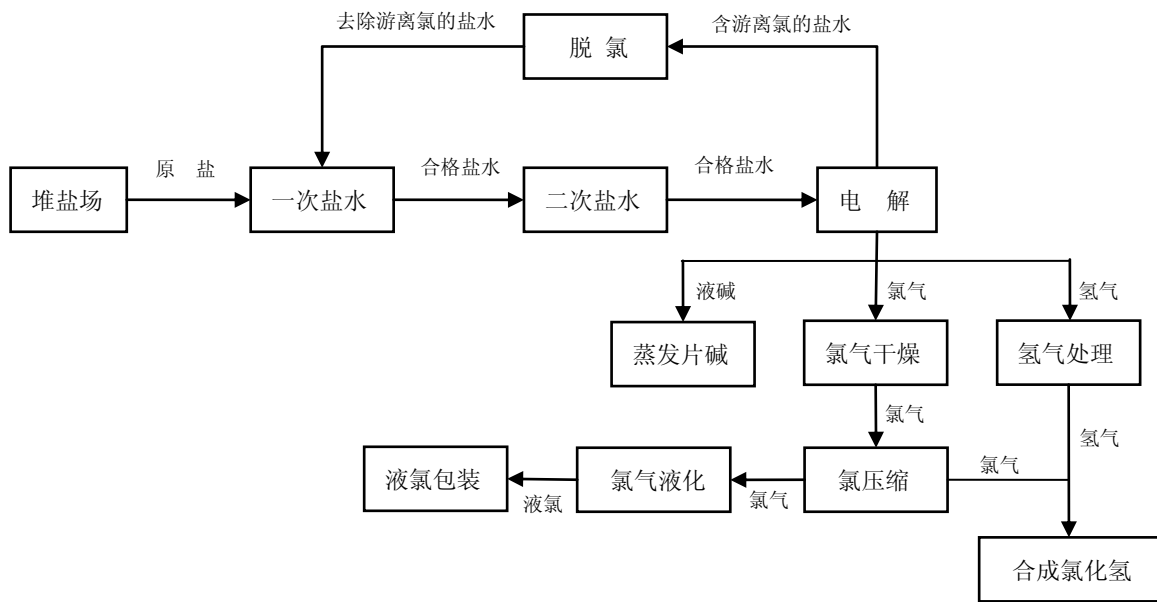 去除游离氯的盐水
脱 氯
含游离氯的盐水
堆盐场
原 盐
一次盐水
合格盐水
二次盐水
合格盐水
电 解
液碱
氯气
氢气
蒸发片碱
氯气干燥
氢气处理
氯气
氢气
液氯包装
液氯
氯气液化
氯气
氯压缩
氯气
合成氯化氢